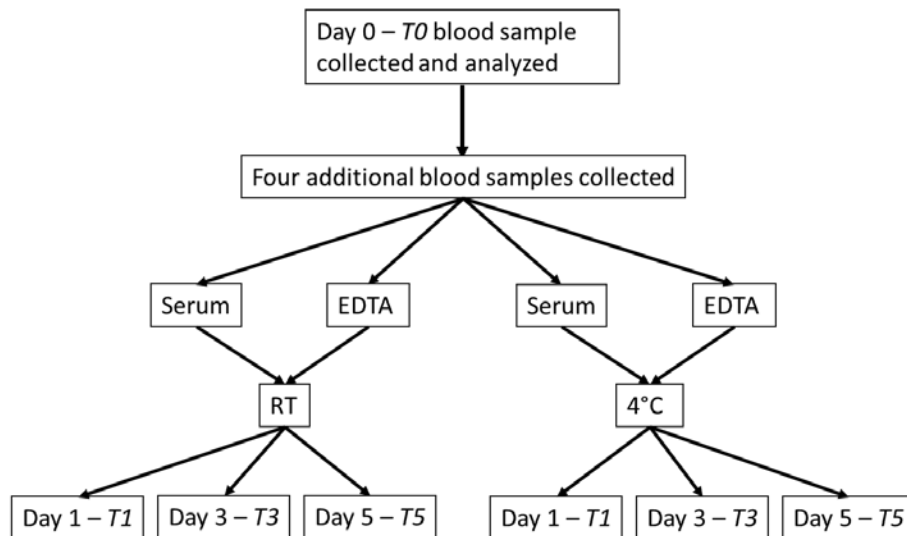 Day 0 – T0 blood sample
collected and analyzed
Four additional blood samples collected
Serum
EDTA
Serum
EDTA
RT
4°C
Day 1 – T1
Day 3 – T3
Day 5 – T5
Day 1 – T1
Day 3 – T3
Day 5 – T5